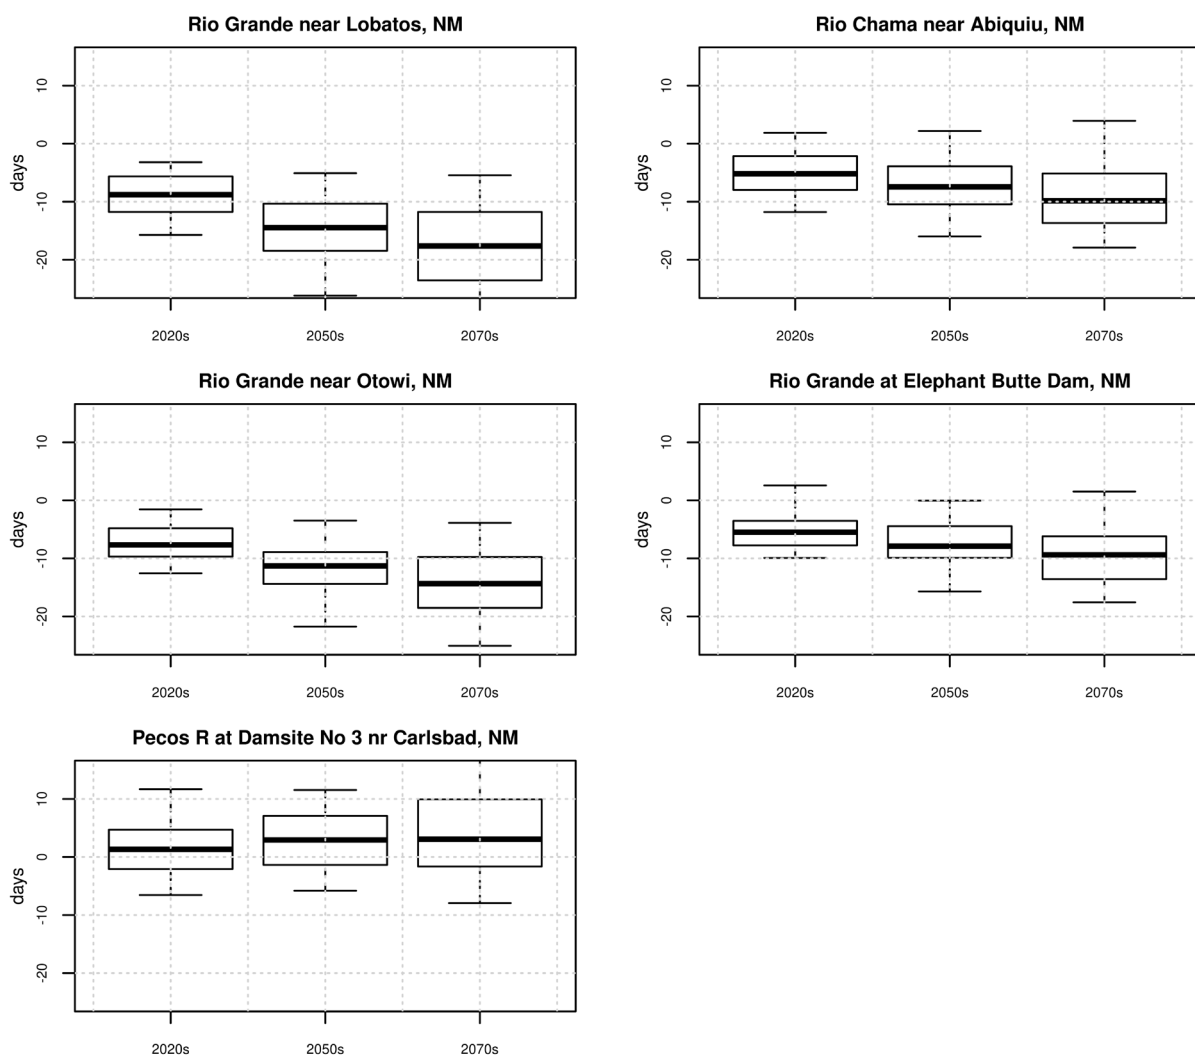 Rio Grande near Lobatos, NM
days
10
0
-10
-20
2020s 2050s 2070s
Rio Chama near Abiquiu, NM
days
10
0
-10
-20
2020s 2050s 2070s
Rio Grande near Otowi, NM
days
10
0
-10
-20
2020s 2050s 2070s
Rio Grande at Elephant Butte Dam, NM
days
10
0
-10
-20
2020s 2050s 2070s
Pecos R at Damsite No 3 nr Carlsbad, NM
days
10
0
-10
-20
2020s 2050s 2070s